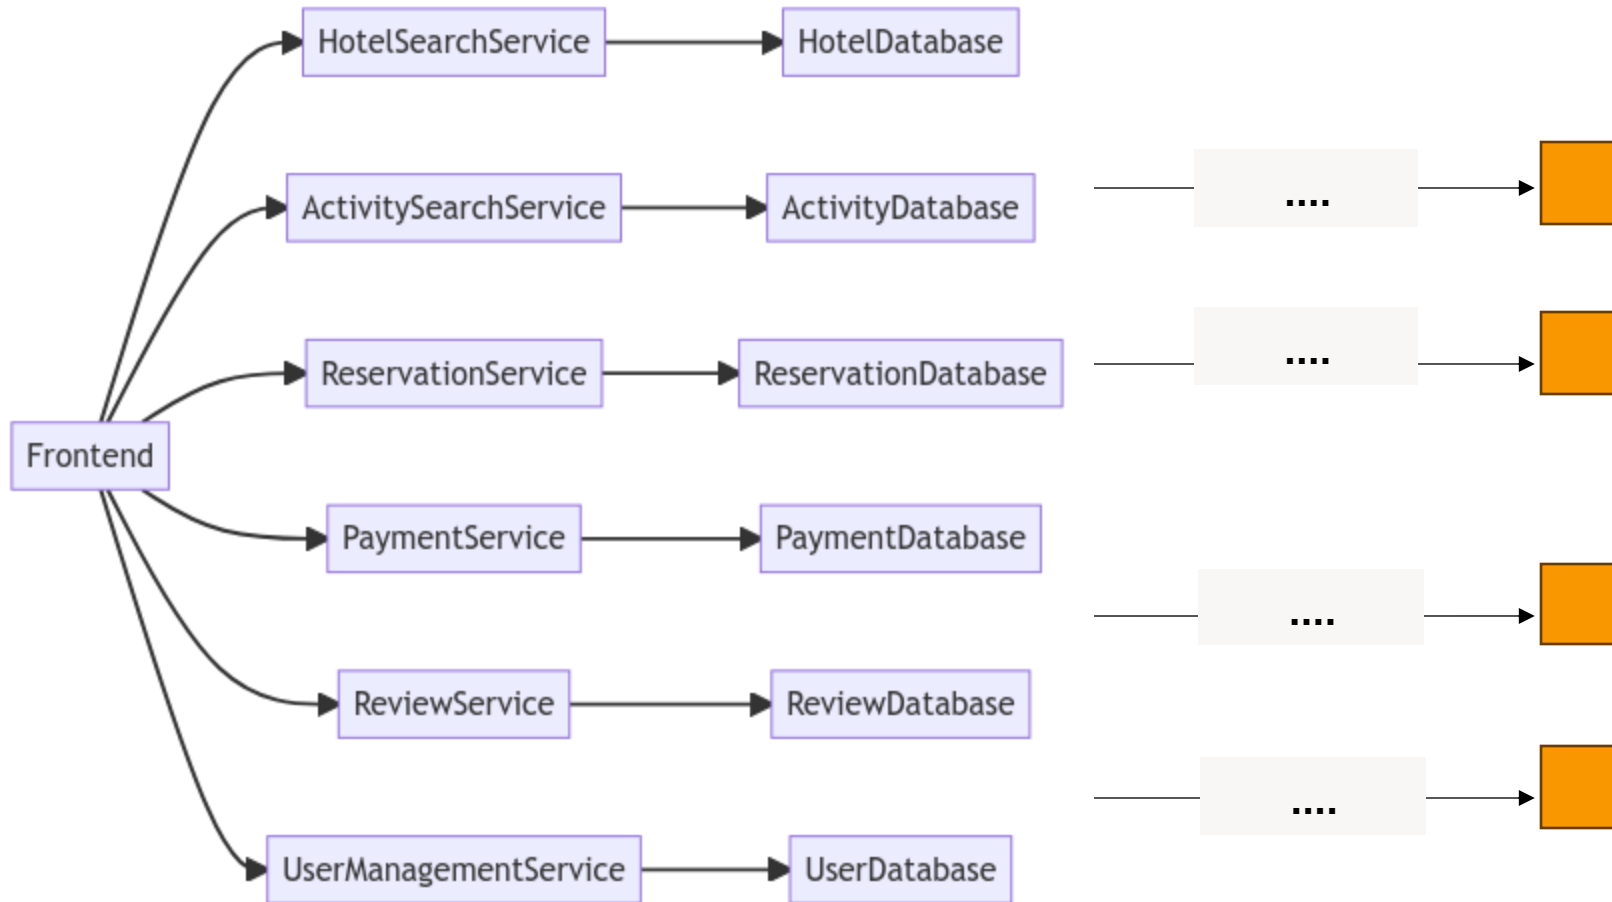 HotelSearchService
HotelDatabase
ActivitySearchService
ActivityDatabase
....
ReservationService
ReservationDatabase
....
Frontend
PaymentService
PaymentDatabase
....
ReviewService
ReviewDatabase
....
UserManagementService
UserDatabase